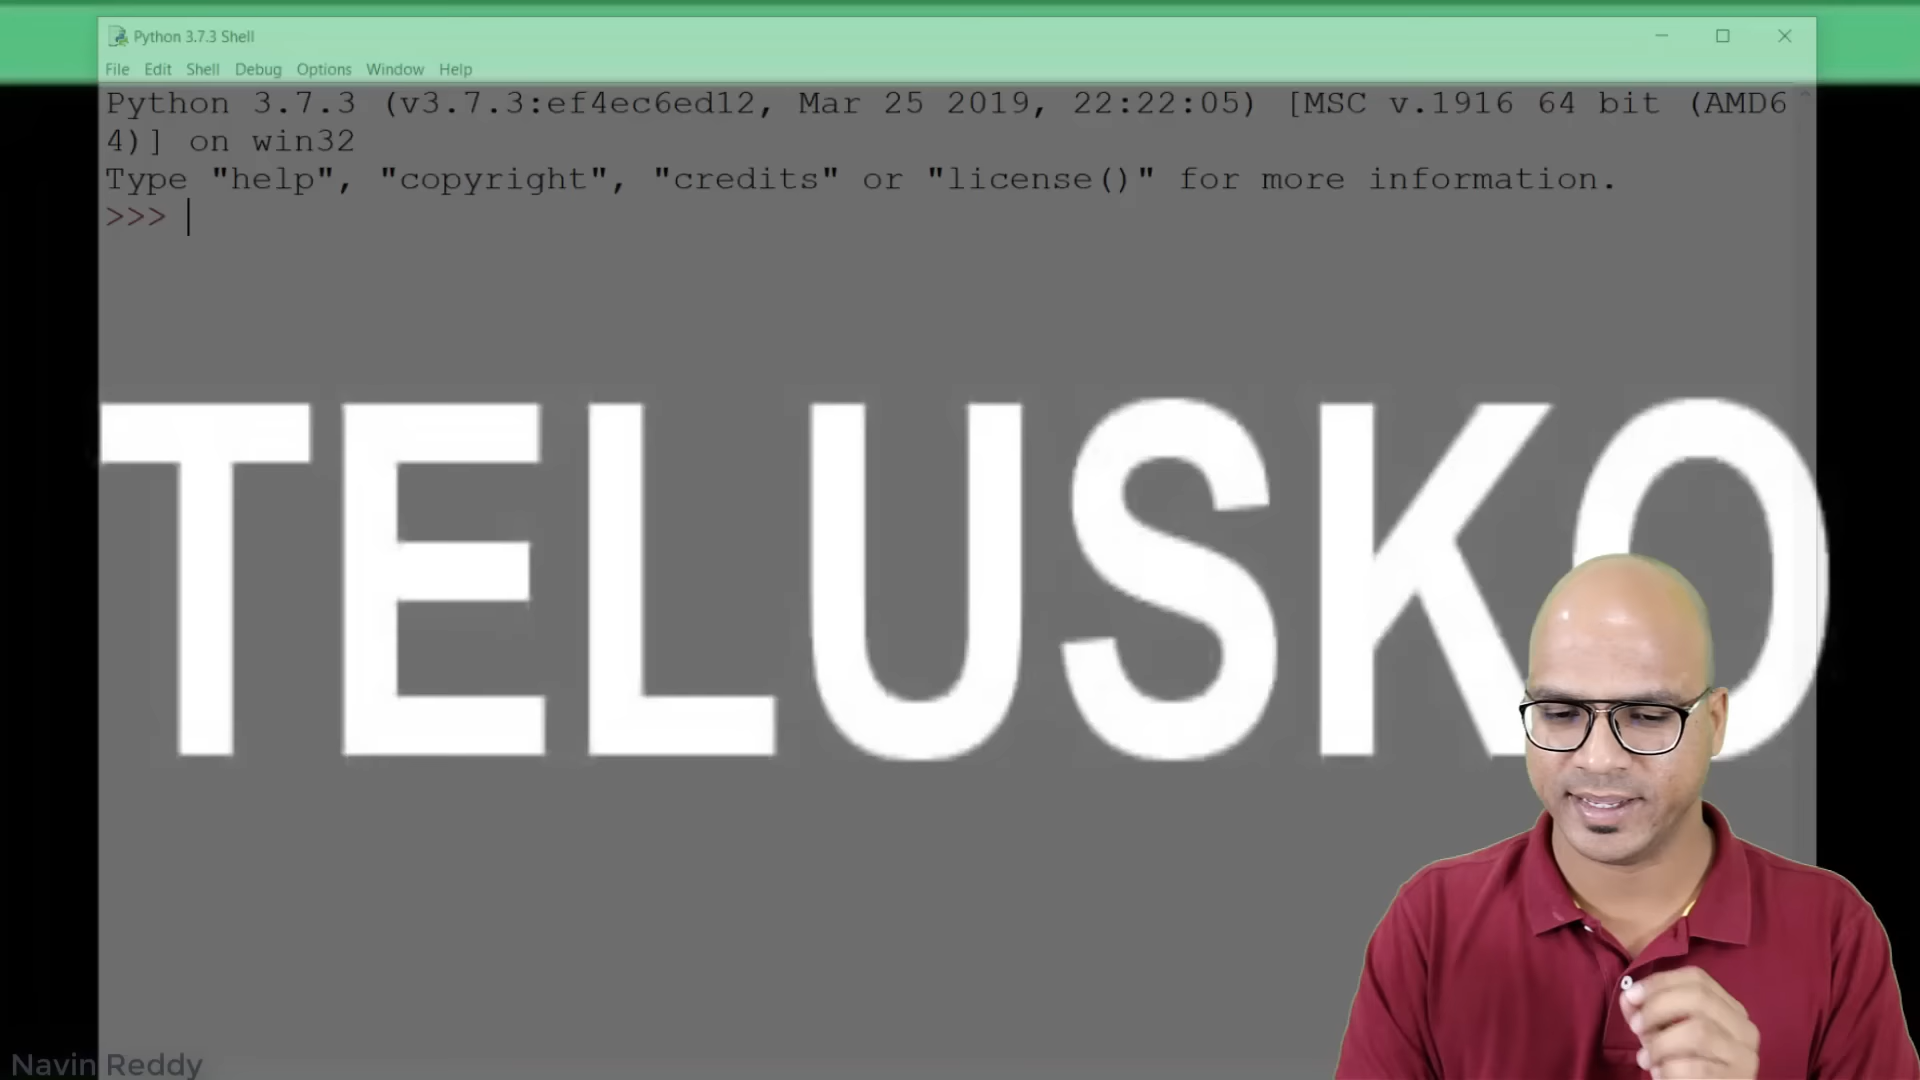 Python 3.7.3 Shell
File Edit Shell Debug Options Window Help
Python 3.7.3 (v3.7.3:ef4ec6ed12, Mar 25 2019, 22:22:05) [MSC v.1916 64 bit (AMD6
4)] on win32
Type "help", "copyright", "credits" or "license()" for more information.
>>>
TELUSKO
Navin Reddy